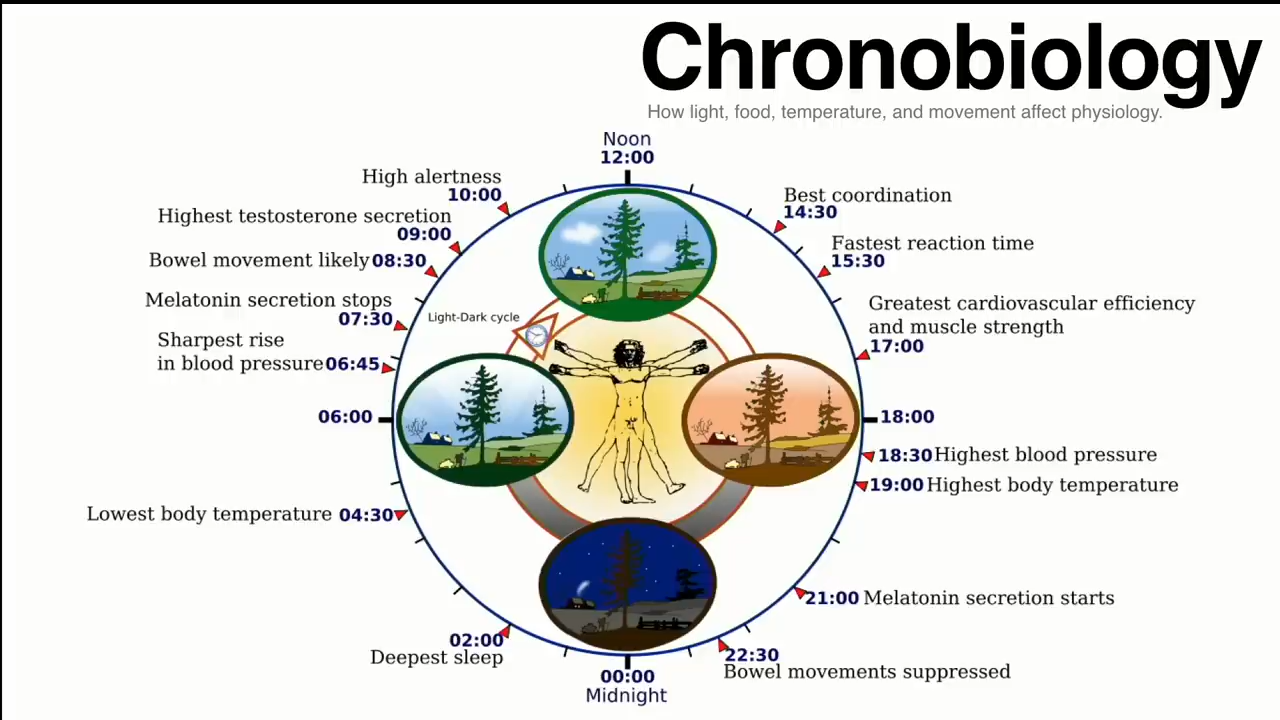 Chronobiology
How light, food, temperature, and movement affect physiology.
Noon
12:00
High alertness
10:00
Highest testosterone secretion
09:00
Bowel movement likely 08:30
Melatonin secretion stops
07:30
Sharpest rise
in blood pressure 06:45
06:00
Lowest body temperature 04:30
02:00
Deepest sleep
00:00
Midnight
Light-Dark cycle
Best coordination
14:30
Fastest reaction time
15:30
Greatest cardiovascular efficiency
and muscle strength
17:00
18:00
18:30 Highest blood pressure
19:00 Highest body temperature
21:00 Melatonin secretion starts
22:30
Bowel movements suppressed